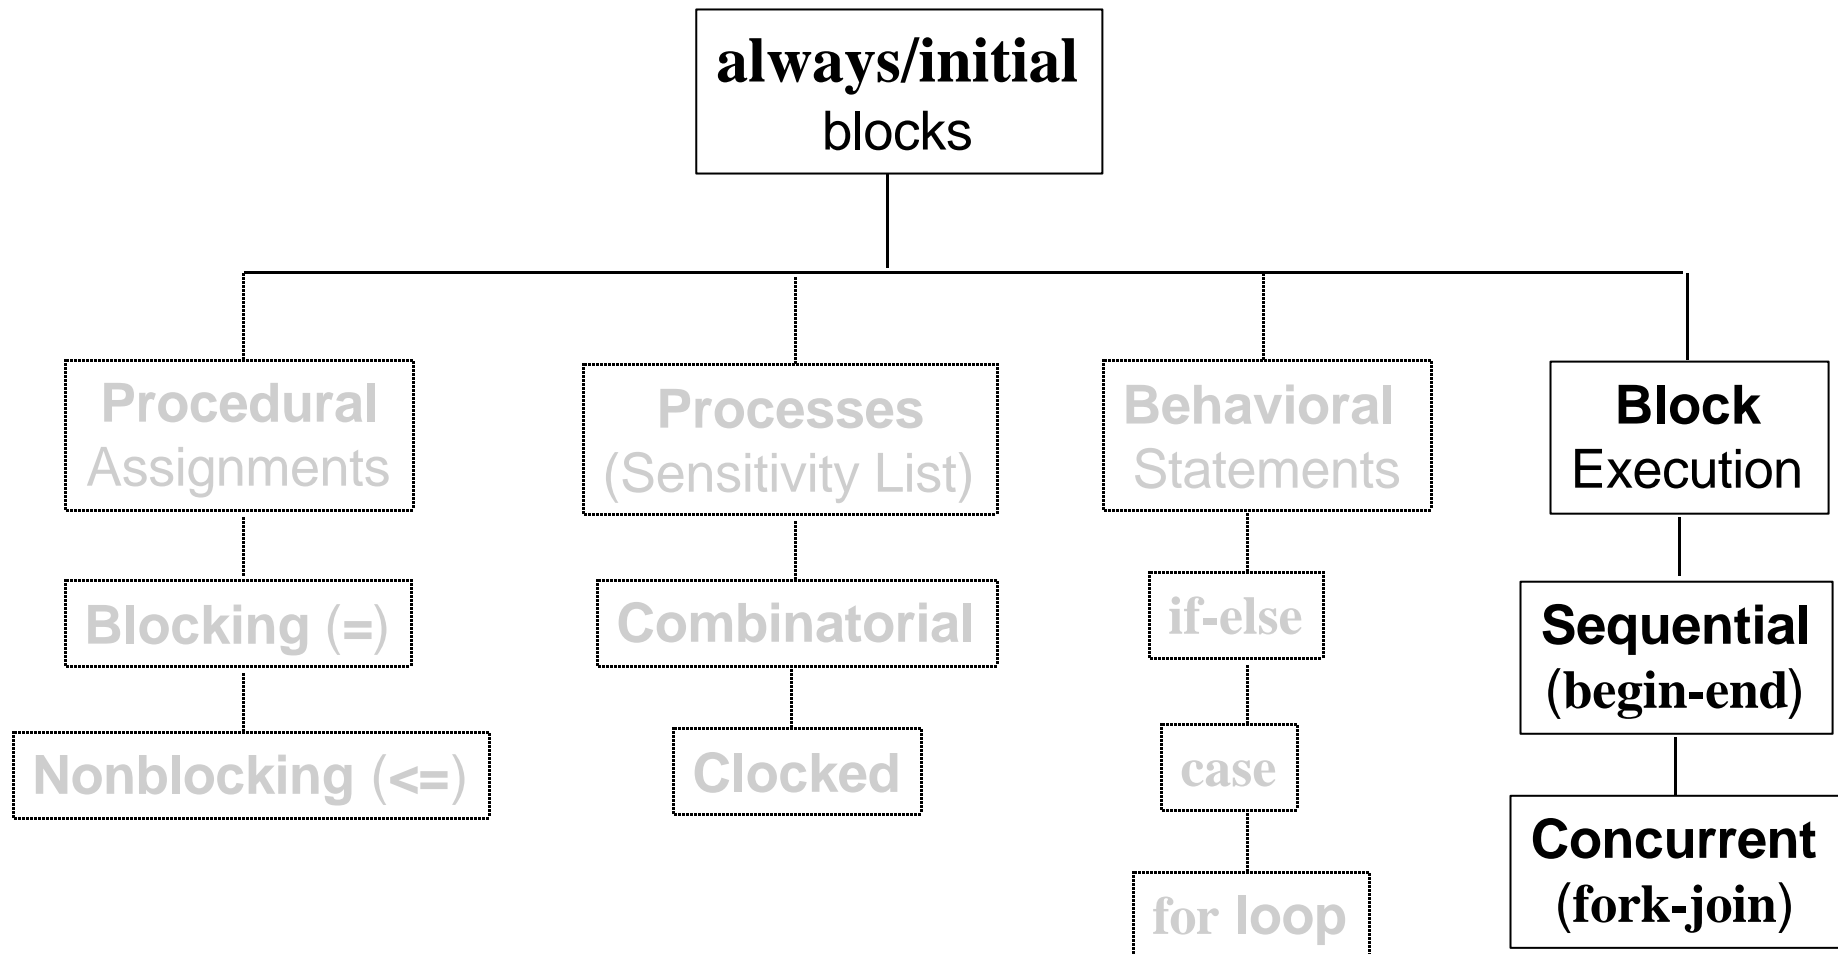 always/initial
blocks
Procedural
Assignments
Blocking (=)
Nonblocking (<=)
Processes
(Sensitivity List)
Combinatorial
Clocked
Behavioral
Statements
if-else
case
for loop
Block
Execution
Sequential
(begin-end)
Concurrent
(fork-join)